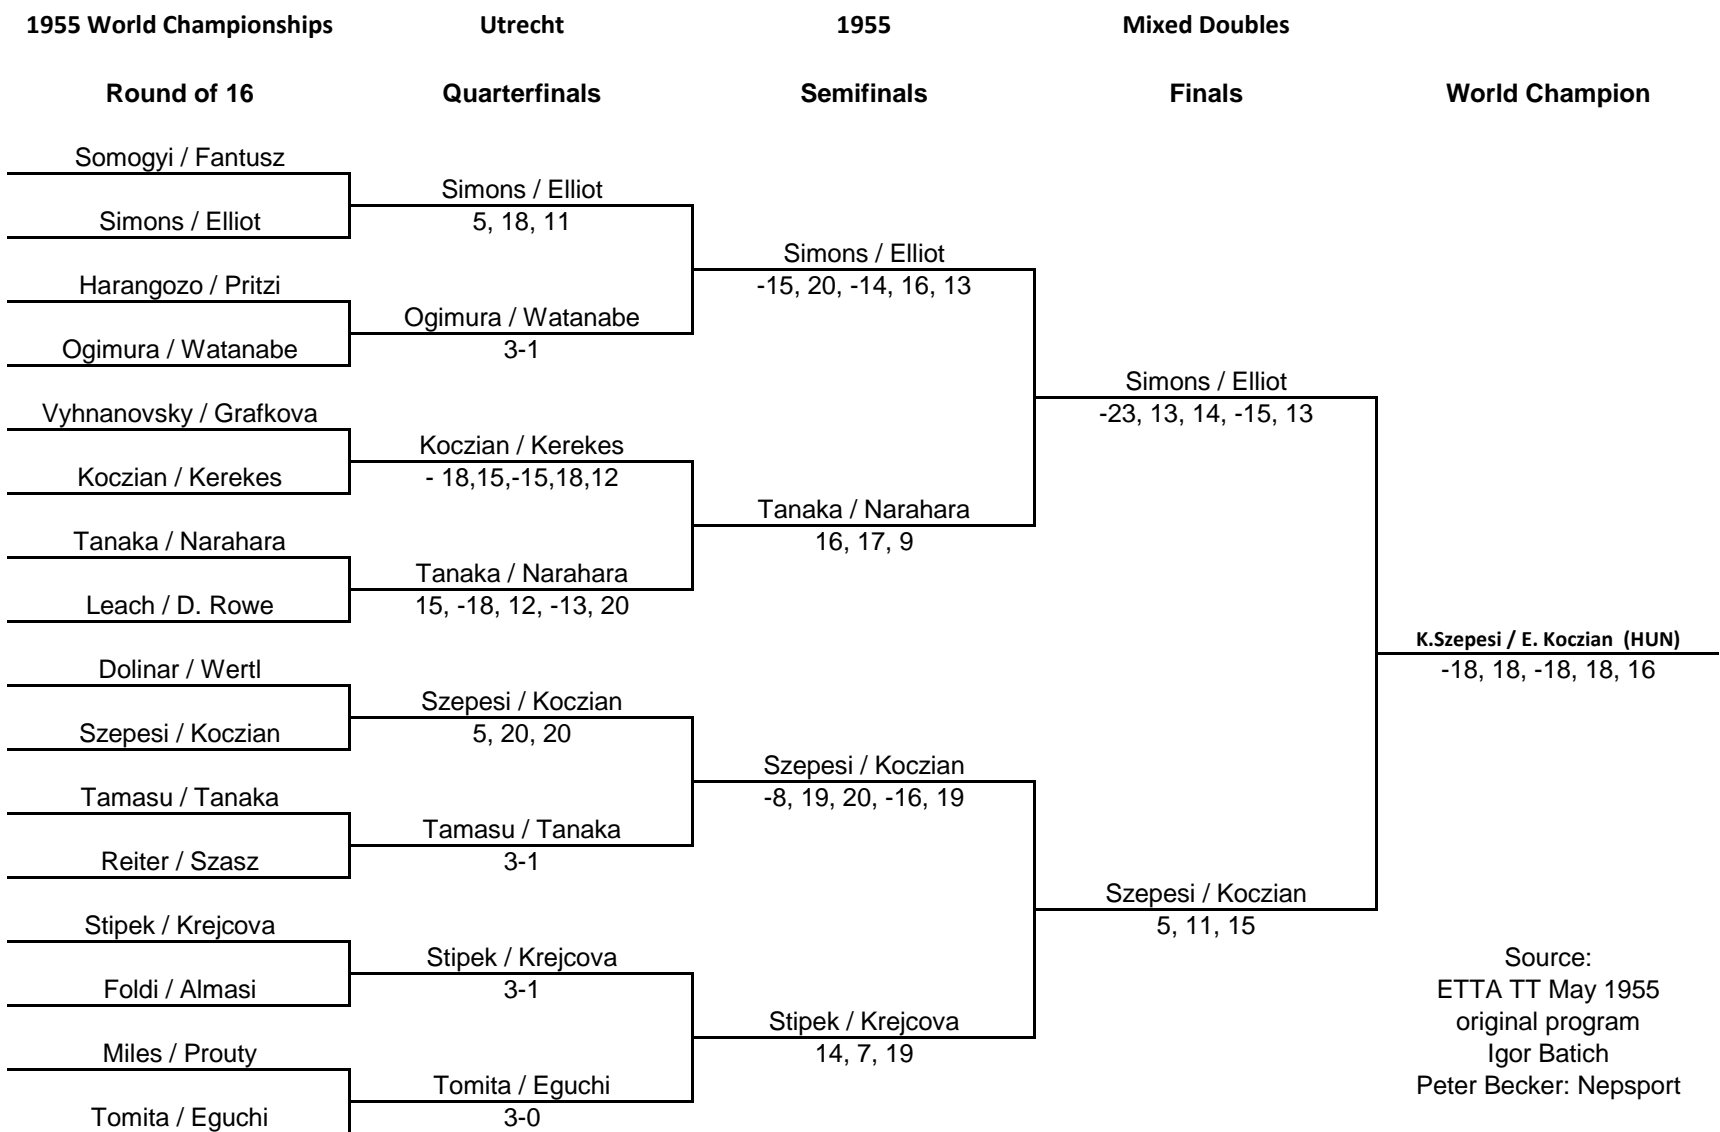 1955 World Championships Utrecht 1955 Mixed Doubles
Round of 16 Quarterfinals Semifinals Finals World Champion
Somogyi / Fantusz
Simons / Elliot
Simons / Elliot
5, 18, 11
Simons / Elliot
-15, 20, -14, 16, 13
Harangozo / Pritzi
Ogimura / Watanabe
Ogimura / Watanabe
3-1
Simons / Elliot
-23, 13, 14, -15, 13
Vyhnanovsky / Grafkova
Koczian / Kerekes
Koczian / Kerekes
- 18,15,-15,18,12
Tanaka / Narahara
16, 17, 9
Tanaka / Narahara
Tanaka / Narahara
15, -18, 12, -13, 20
Leach / D. Rowe
K.Szepesi / E. Koczian (HUN)
-18, 18, -18, 18, 16
Dolinar / Wertl
Szepesi / Koczian
Szepesi / Koczian
5, 20, 20
Szepesi / Koczian
-8, 19, 20, -16, 19
Tamasu / Tanaka
Tamasu / Tanaka
3-1
Reiter / Szasz
Szepesi / Koczian
5, 11, 15
Stipek / Krejcova
Stipek / Krejcova
3-1
Foldi / Almasi
Stipek / Krejcova
14, 7, 19
Miles / Prouty
Tomita / Eguchi
3-0
Tomita / Eguchi
Source:
ETTA TT May 1955
original program
Igor Batich
Peter Becker: Nepsport